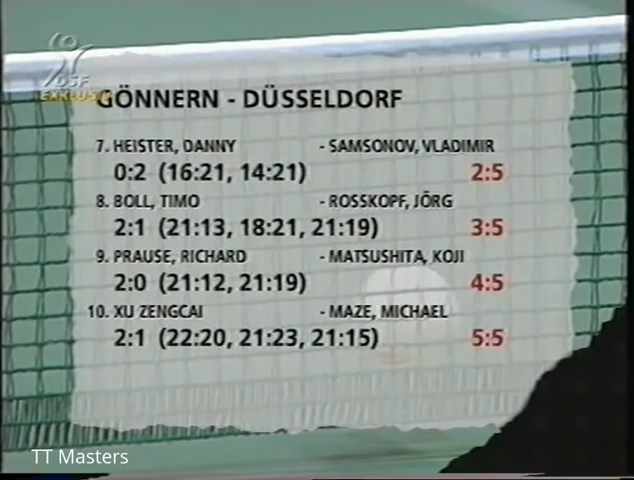 DSF
EXKLUSIV
GÖNNERN - DÜSSELDORF
7. HEISTER, DANNY - SAMSONOV, VLADIMIR
0:2 (16:21, 14:21) 2:5
8. BOLL, TIMO - ROSSKOPF, JÖRG
2:1 (21:13, 18:21, 21:19) 3:5
9. PRAUSE, RICHARD - MATSUSHITA, KOJI
2:0 (21:12, 21:19) 4:5
10. XU ZENGCAI - MAZE, MICHAEL
2:1 (22:20, 21:23, 21:15) 5:5
TT Masters